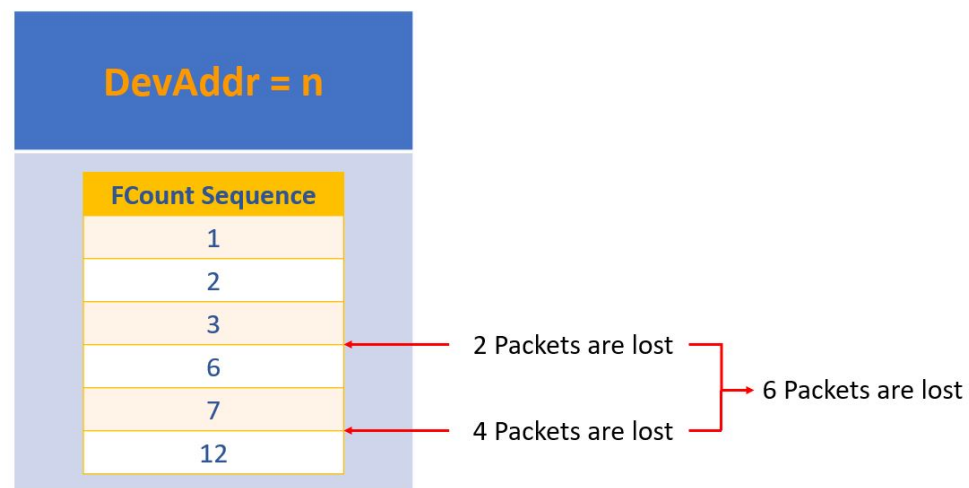 DevAddr = n
FCount Sequence
1
2
3
6
7
12
2 Packets are lost
4 Packets are lost
6 Packets are lost